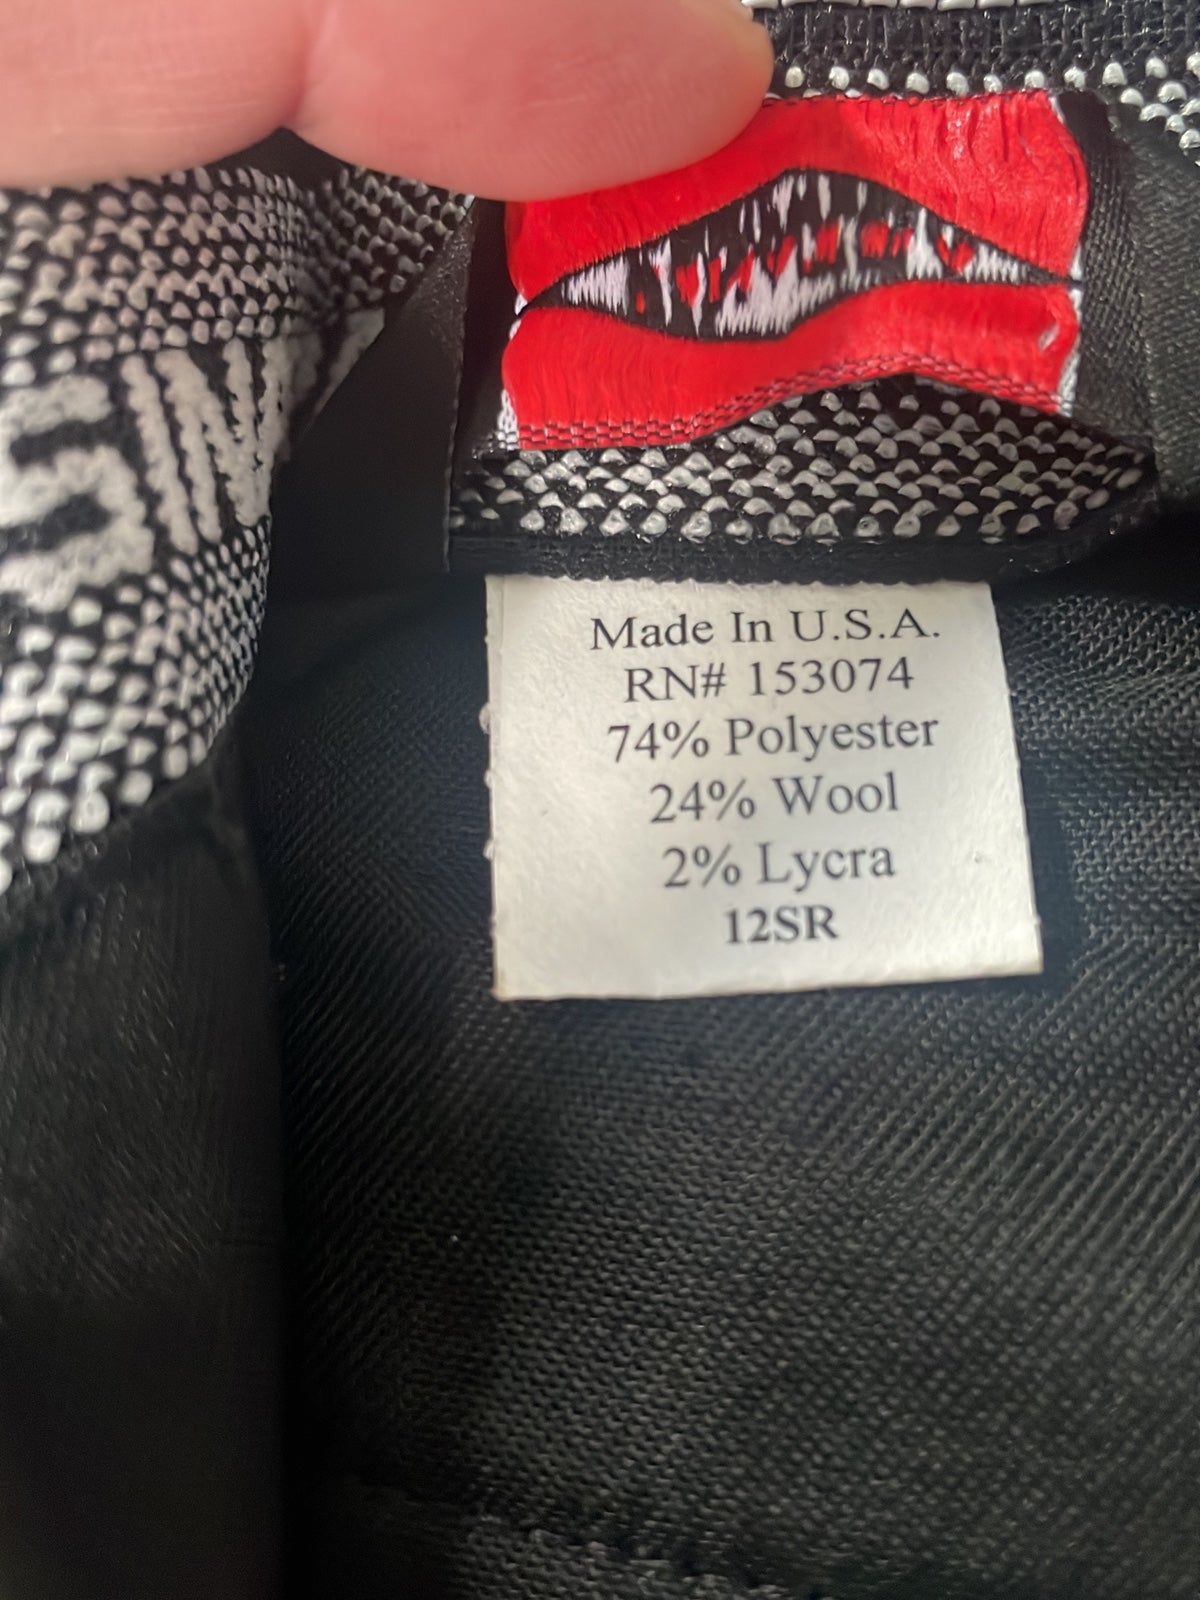 Made In U.S.A.
RN# 153074
74% Polyester
24% Wool
2% Lycra
12SR